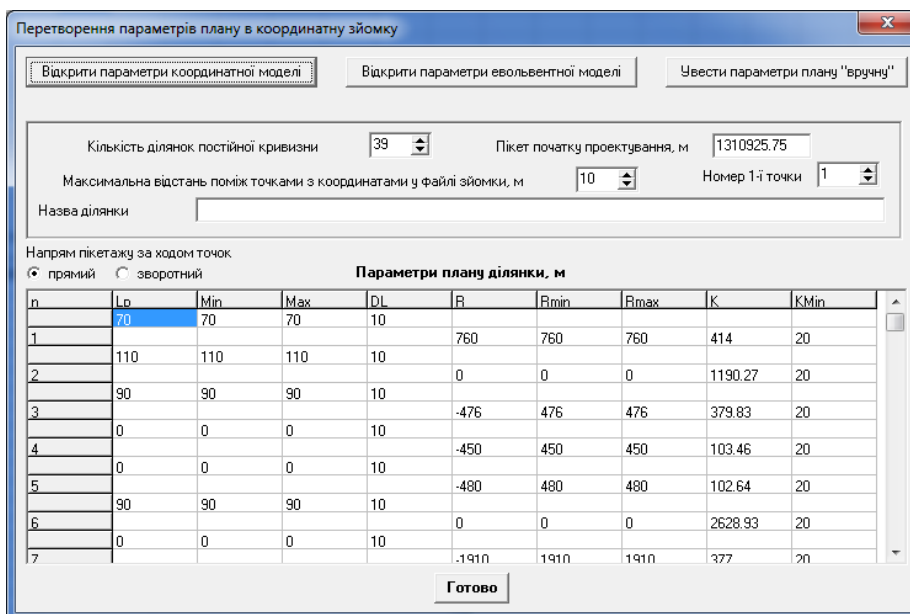 Перетворення параметрів плану в координатну зйомку
Відкрити параметри координатної моделі Відкрити параметри евольвентної моделі Увести параметри плану "вручну"
Кількість ділянок постійної кривизни 39 Пікет початку проектування, м 1310925.75
Максимальна відстань поміж точками з координатами у файлі зйомки, м 10 Номер 1-ї точки 1
Назва ділянки
Напрям пікетажу за ходом точок
прямий зворотний Параметри плану ділянки, м
n Lp Min Max DL R Rmin Rmax K KMin
70 70 70 10
1 760 760 760 414 20
110 110 110 10
2 0 0 0 1190.27 20
90 90 90 10
3 -476 476 476 379.83 20
0 0 0 10
4 -450 450 450 103.46 20
0 0 0 10
5 -480 480 480 102.64 20
90 90 90 10
6 0 0 0 2628.93 20
0 0 0 10
7 -1910 1910 1910 377 20
Готово